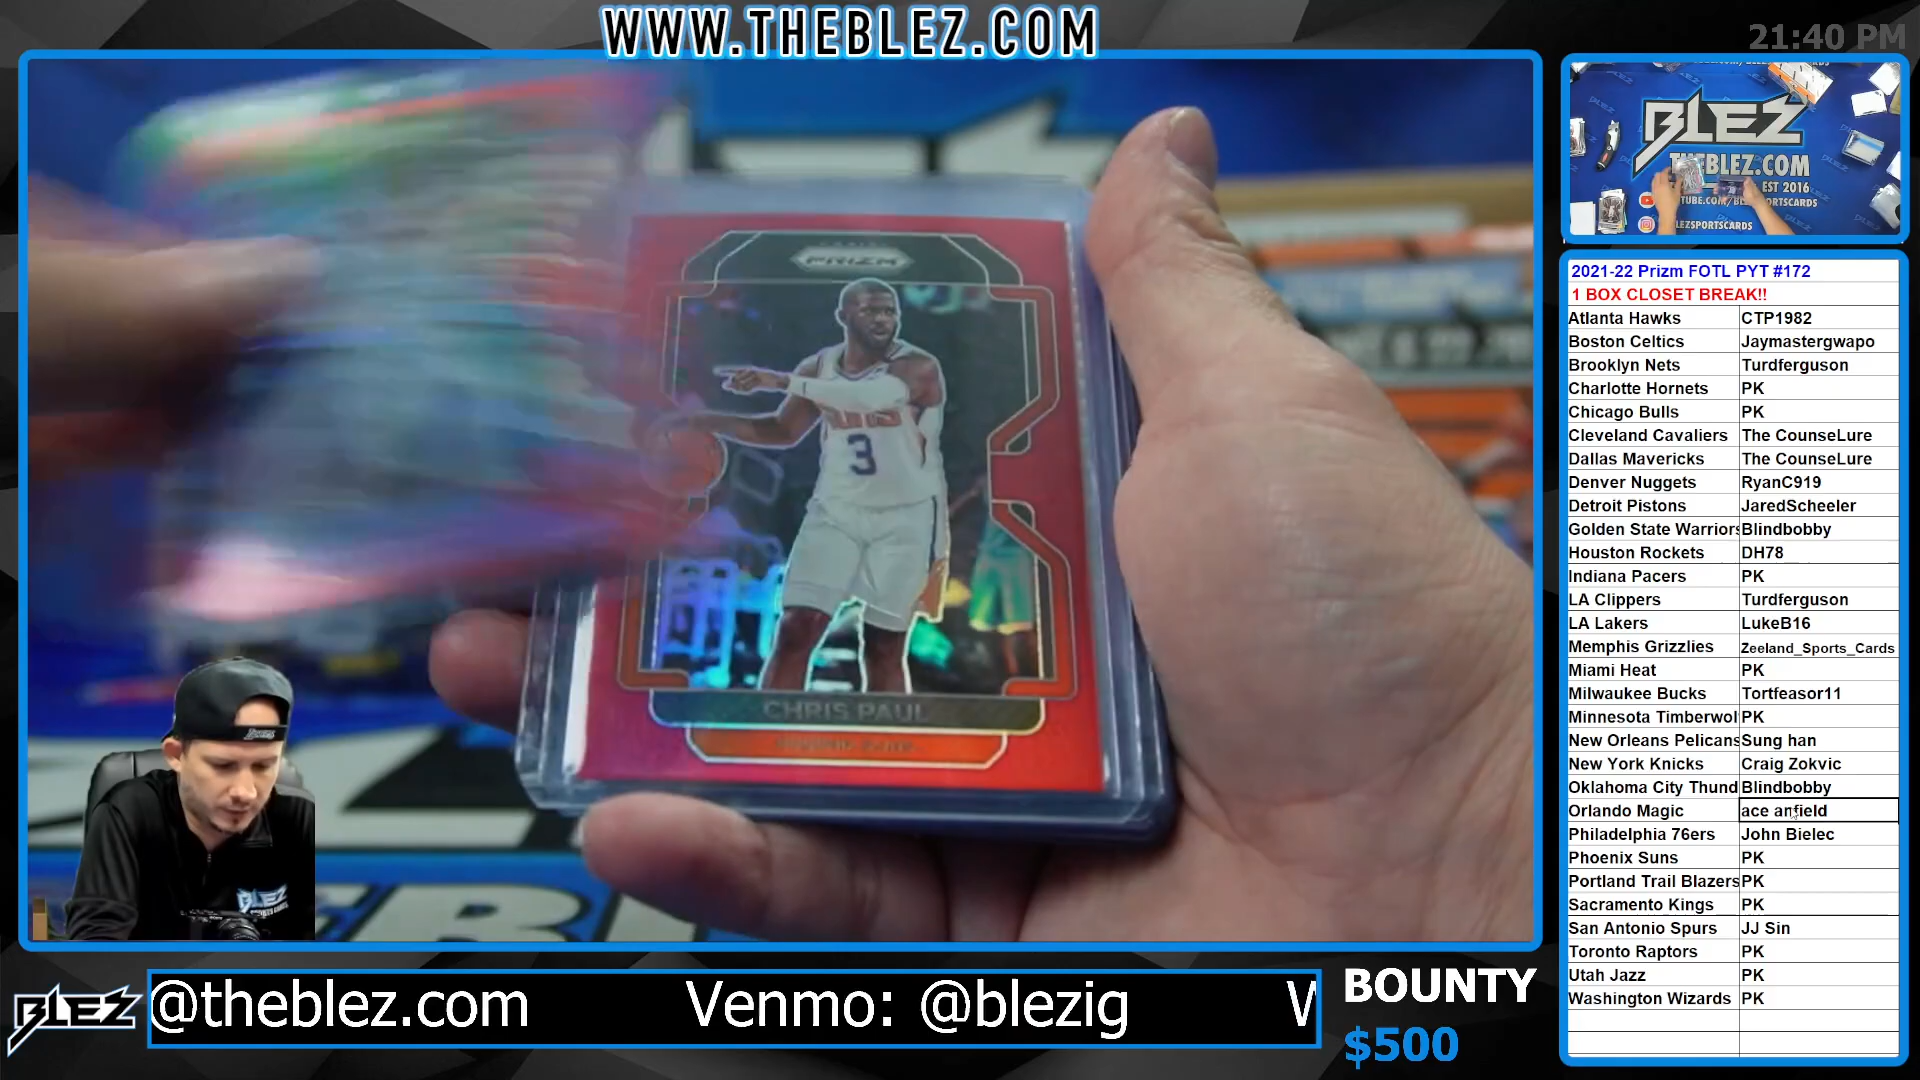 WWW.THEBLEZ.COM
21:40 PM
PRIZM
3
CHRIS PAUL
BLEZ
THEBLEZ.COM
EST 2016
2021-22 Prizm FOTL PYT #172
1 BOX CLOSET BREAK!!
Atlanta Hawks CTP1982
Boston Celtics Jaymastergwapo
Brooklyn Nets Turdferguson
Charlotte Hornets PK
Chicago Bulls PK
Cleveland Cavaliers The CounseLure
Dallas Mavericks The CounseLure
Denver Nuggets RyanC919
Detroit Pistons JaredScheeler
Golden State Warriors Blindbobby
Houston Rockets DH78
Indiana Pacers PK
LA Clippers Turdferguson
LA Lakers LukeB16
Memphis Grizzlies Zeeland_Sports_Cards
Miami Heat PK
Milwaukee Bucks Tortfeasor11
Minnesota Timberwol PK
New Orleans Pelicans Sung han
New York Knicks Craig Zokvic
Oklahoma City Thund Blindbobby
Orlando Magic ace anfield
Philadelphia 76ers John Bielec
Phoenix Suns PK
Portland Trail Blazers PK
Sacramento Kings PK
San Antonio Spurs JJ Sin
Toronto Raptors PK
Utah Jazz PK
Washington Wizards PK
BLEZ
BLEZ
@theblez.com Venmo: @blezig W
BOUNTY
$500